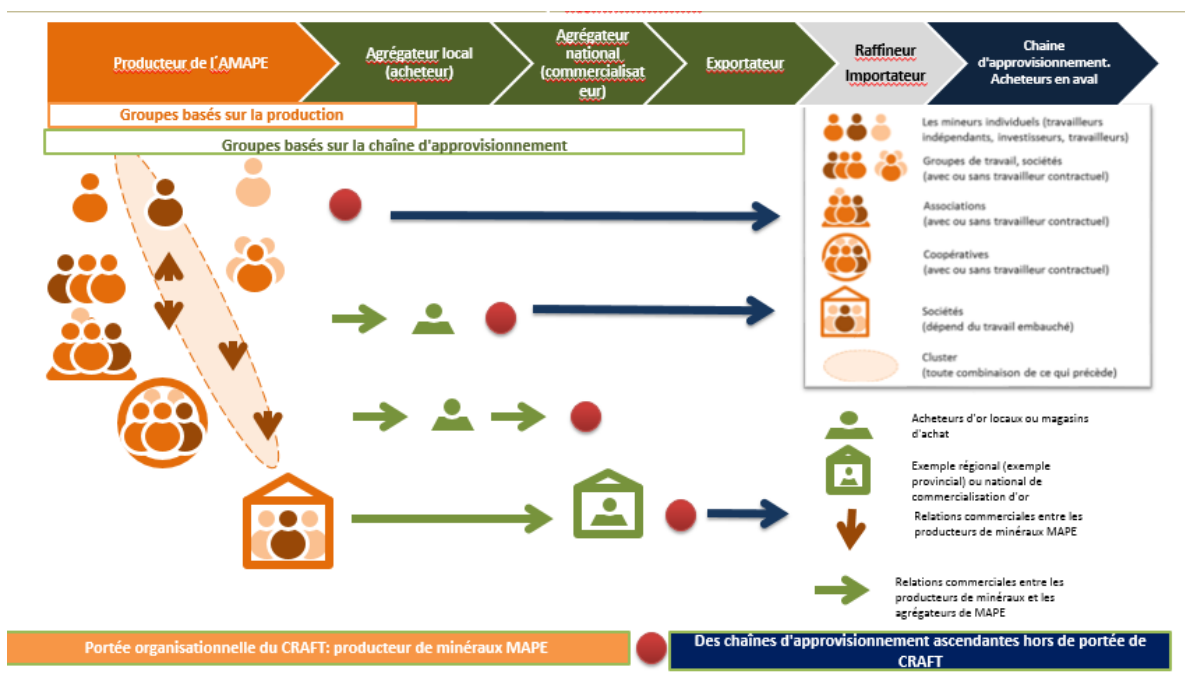 Producteur de l´AMAPE
Agrégateur local
(acheteur)
Agrégateur
national
(commercialisat
eur)
Exportateur
Raffineur
Importateur
Chaine
d'approvisionnement.
Acheteurs en aval
Groupes basés sur la production
Groupes basés sur la chaîne d'approvisionnement
Les mineurs individuels (travailleurs
indépendants, investisseurs, travailleurs)
Groupes de travail, sociétés
(avec ou sans travailleur contractuel)
Associations
(avec ou sans travailleur contractuel)
Coopératives
(avec ou sans travailleur contractuel)
Sociétés
(dépend du travail embauché)
Cluster
(toute combinaison de ce qui précède)
Acheteurs d'or locaux ou magasins
d'achat
Exemple régional (exemple
provincial) ou national de
commercialisation d'or
Relations commerciales entre les
producteurs de minéraux MAPE
Relations commerciales entre les
producteurs de minéraux et les
agrégateurs de MAPE
Portée organisationnelle du CRAFT: producteur de minéraux MAPE
Des chaînes d'approvisionnement ascendantes hors de portée de
CRAFT